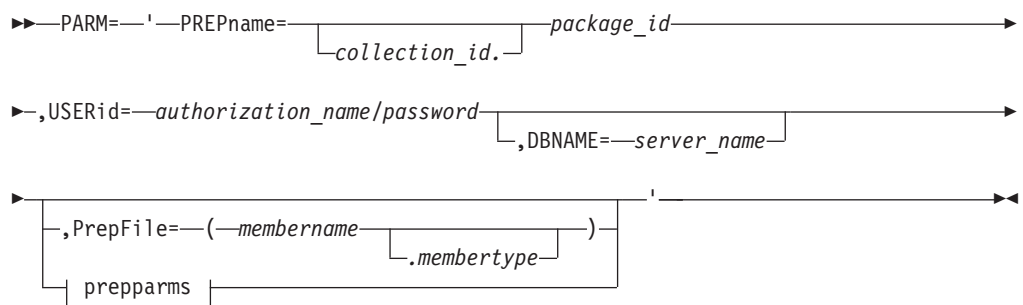 PARM= ' PREPname= package_id
collection_id.
,USERid= authorization_name/password
,DBNAME= server_name
'
,PrepFile= ( membername )
.membertype
prepparms